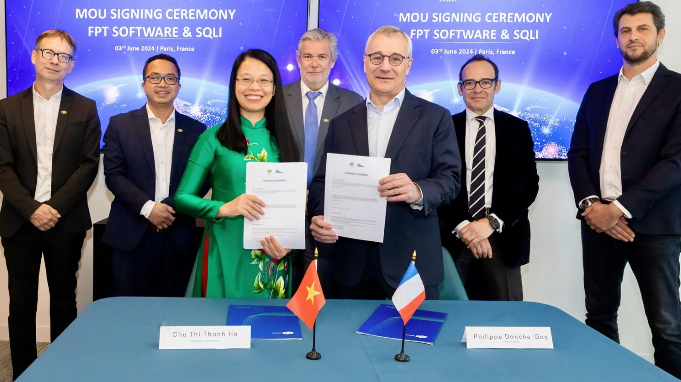 MOU SIGNING CEREMONY
FPT SOFTWARE & SQLI
03rd June 2024 | Paris, France
MOU SIGNING CEREMONY
FPT SOFTWARE & SQLI
03rd June 2024 | Paris, France
Chu Thi Thanh Ha
Philippe Donche-Gay